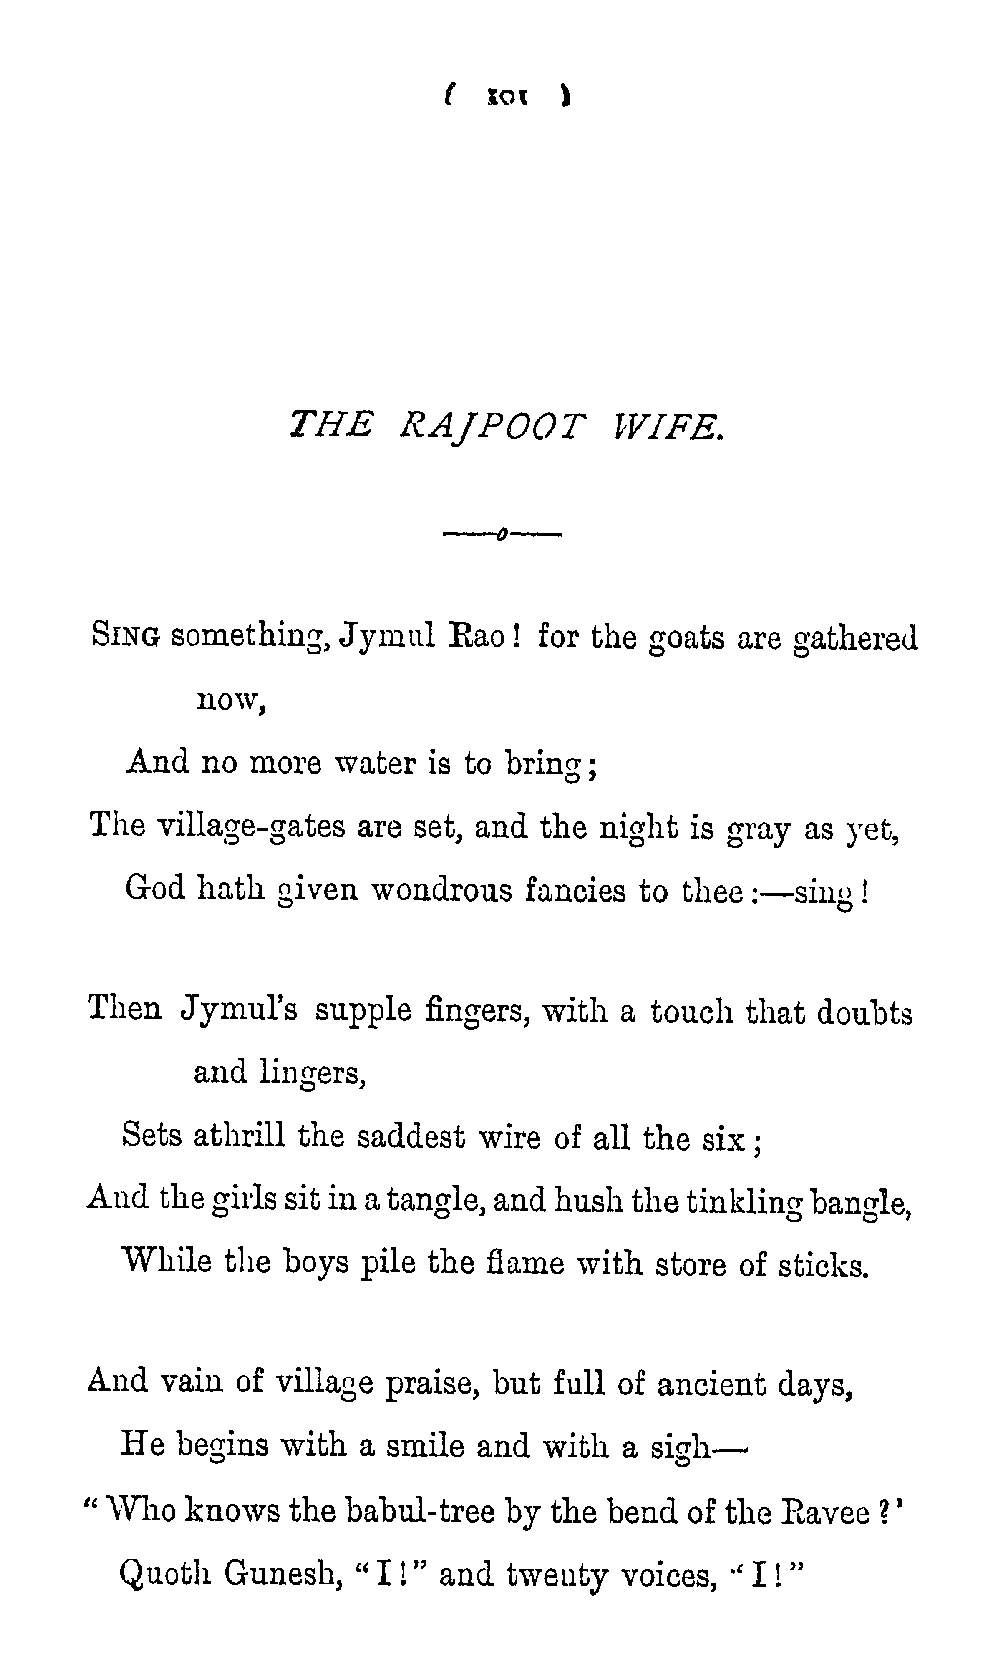 ( 101 )
THE RAJPOOT WIFE.
SING something, Jymul Rao! for the goats are gathered
now,
And no more water is to bring;
The village-gates are set, and the night is gray as yet,
God hath given wondrous fancies to thee:—sing!
Then Jymul's supple fingers, with a touch that doubts
and lingers,
Sets athrill the saddest wire of all the six;
And the girls sit in a tangle, and hush the tinkling bangle,
While the boys pile the flame with store of sticks.
And vain of village praise, but full of ancient days,
He begins with a smile and with a sigh—
"Who knows the babul-tree by the bend of the Ravee?'
Quoth Gunesh, "I!" and twenty voices, "I!"